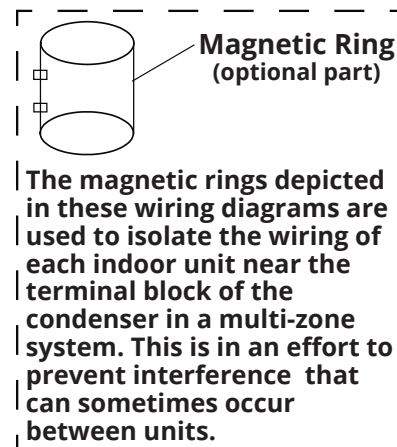 Magnetic Ring
(optional part)
The magnetic rings depicted
in these wiring diagrams are
used to isolate the wiring of
each indoor unit near the
terminal block of the
condenser in a multi-zone
system. This is in an effort to
prevent interference  that
can sometimes occur
between units.